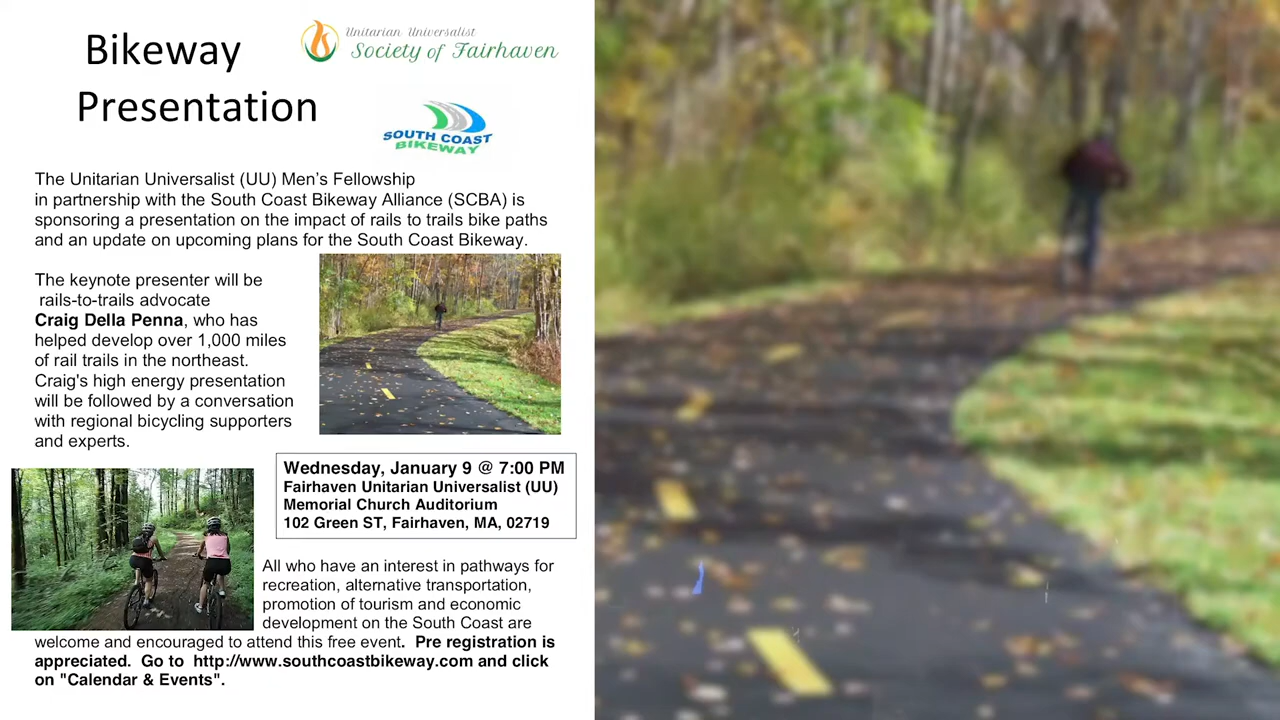 Bikeway
Presentation
Unitarian Universalist
Society of Fairhaven
SOUTH COAST
BIKEWAY
The Unitarian Universalist (UU) Men’s Fellowship
in partnership with the South Coast Bikeway Alliance (SCBA) is
sponsoring a presentation on the impact of rails to trails bike paths
and an update on upcoming plans for the South Coast Bikeway.
The keynote presenter will be
rails-to-trails advocate
Craig Della Penna, who has
helped develop over 1,000 miles
of rail trails in the northeast.
Craig's high energy presentation
will be followed by a conversation
with regional bicycling supporters
and experts.
Wednesday, January 9 @ 7:00 PM
Fairhaven Unitarian Universalist (UU)
Memorial Church Auditorium
102 Green ST, Fairhaven, MA, 02719
All who have an interest in pathways for
recreation, alternative transportation,
promotion of tourism and economic
development on the South Coast are
welcome and encouraged to attend this free event. Pre registration is
appreciated. Go to http://www.southcoastbikeway.com and click
on "Calendar & Events".